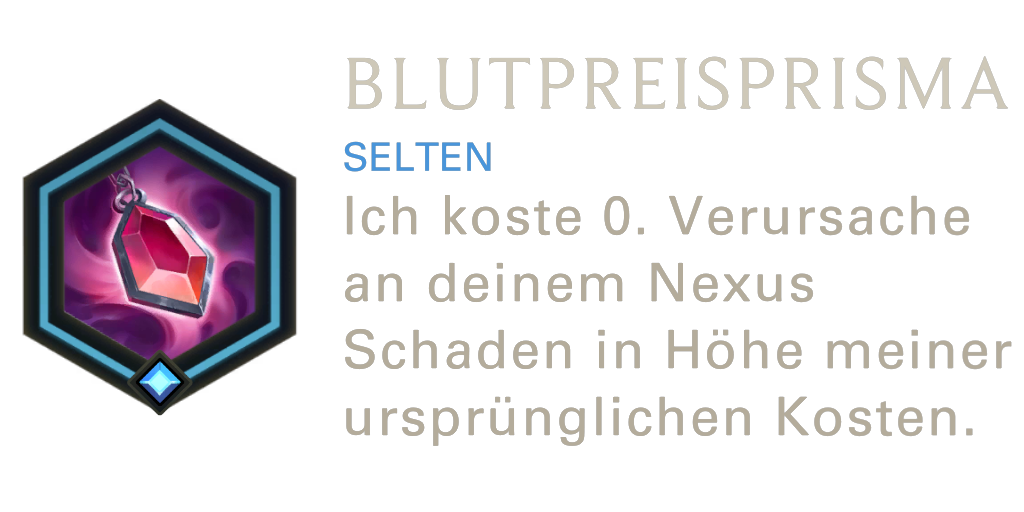 BLUTPREISPRISMA
SELTEN
Ich koste 0. Verursache
an deinem Nexus
Schaden in Höhe meiner
ursprünglichen Kosten.